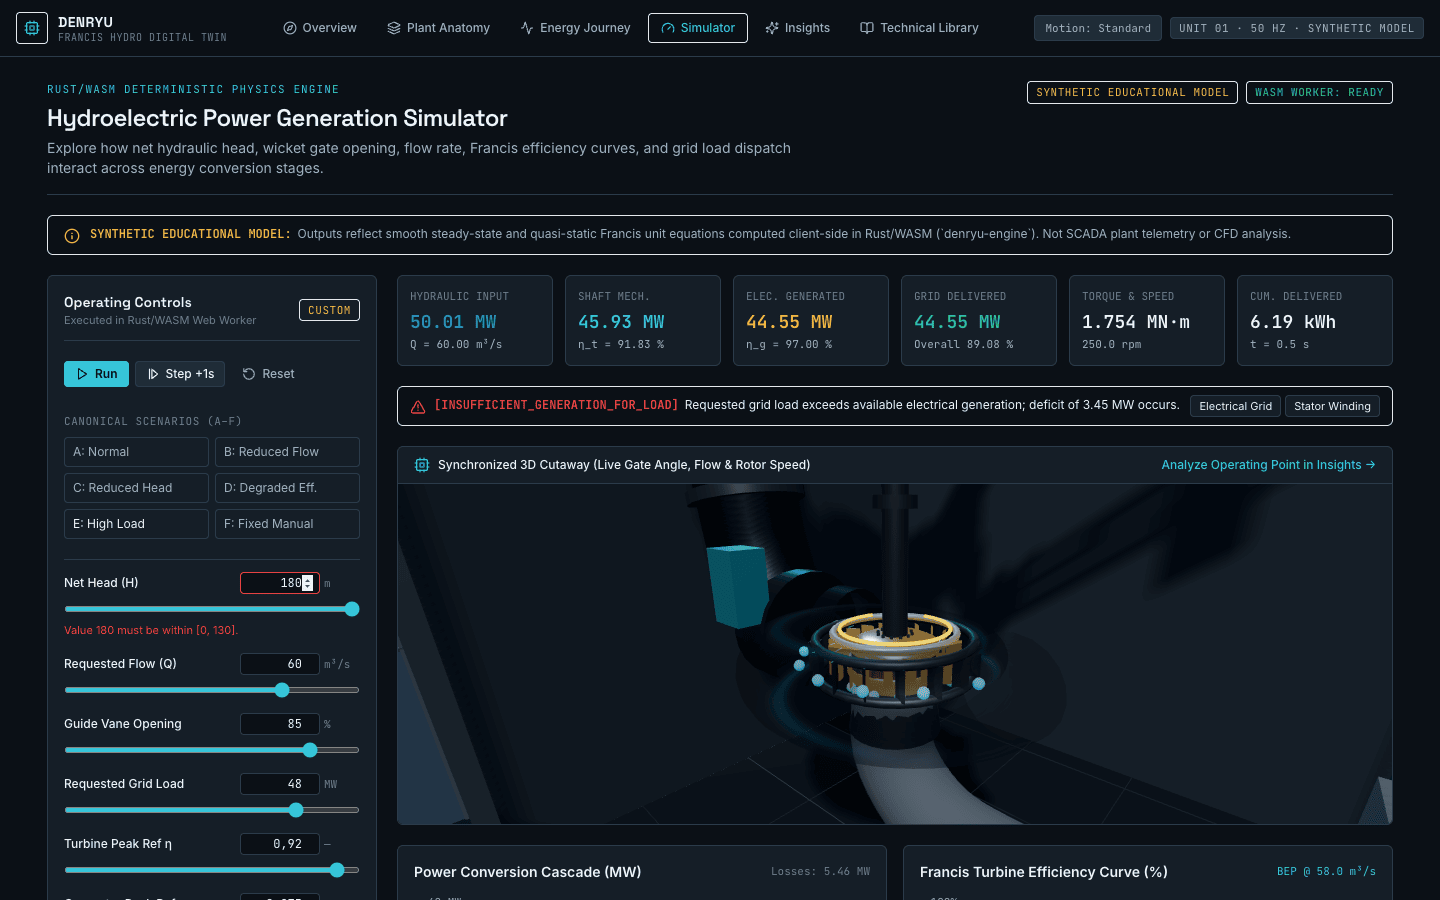 DENRYU
FRANCIS HYDRO DIGITAL TWIN
Overview
Plant Anatomy
Energy Journey
Simulator
Insights
Technical Library
Motion: Standard
UNIT 01 · 50 HZ · SYNTHETIC MODEL
RUST/WASM DETERMINISTIC PHYSICS ENGINE
SYNTHETIC EDUCATIONAL MODEL
WASM WORKER: READY
Hydroelectric Power Generation Simulator
Explore how net hydraulic head, wicket gate opening, flow rate, Francis efficiency curves, and grid load dispatch
interact across energy conversion stages.
SYNTHETIC EDUCATIONAL MODEL: Outputs reflect smooth steady-state and quasi-static Francis unit equations computed client-side in Rust/WASM (`denryu-engine`). Not SCADA plant telemetry or CFD analysis.
Operating Controls
Executed in Rust/WASM Web Worker
CUSTOM
Run
Step +1s
Reset
CANONICAL SCENARIOS (A–F)
A: Normal
B: Reduced Flow
C: Reduced Head
D: Degraded Eff.
E: High Load
F: Fixed Manual
Net Head (H)
180
m
Value 180 must be within [0, 130].
Requested Flow (Q)
60
m³/s
Guide Vane Opening
85
%
Requested Grid Load
48
MW
Turbine Peak Ref η
0,92
—
HYDRAULIC INPUT
50.01 MW
Q = 60.00 m³/s
SHAFT MECH.
45.93 MW
η_t = 91.83 %
ELEC. GENERATED
44.55 MW
η_g = 97.00 %
GRID DELIVERED
44.55 MW
Overall 89.08 %
TORQUE & SPEED
1.754 MN·m
250.0 rpm
CUM. DELIVERED
6.19 kWh
t = 0.5 s
[INSUFFICIENT_GENERATION_FOR_LOAD] Requested grid load exceeds available electrical generation; deficit of 3.45 MW occurs.
Electrical Grid
Stator Winding
Synchronized 3D Cutaway (Live Gate Angle, Flow & Rotor Speed)
Analyze Operating Point in Insights →
Power Conversion Cascade (MW)
Losses: 5.46 MW
Francis Turbine Efficiency Curve (%)
BEP @ 58.0 m³/s